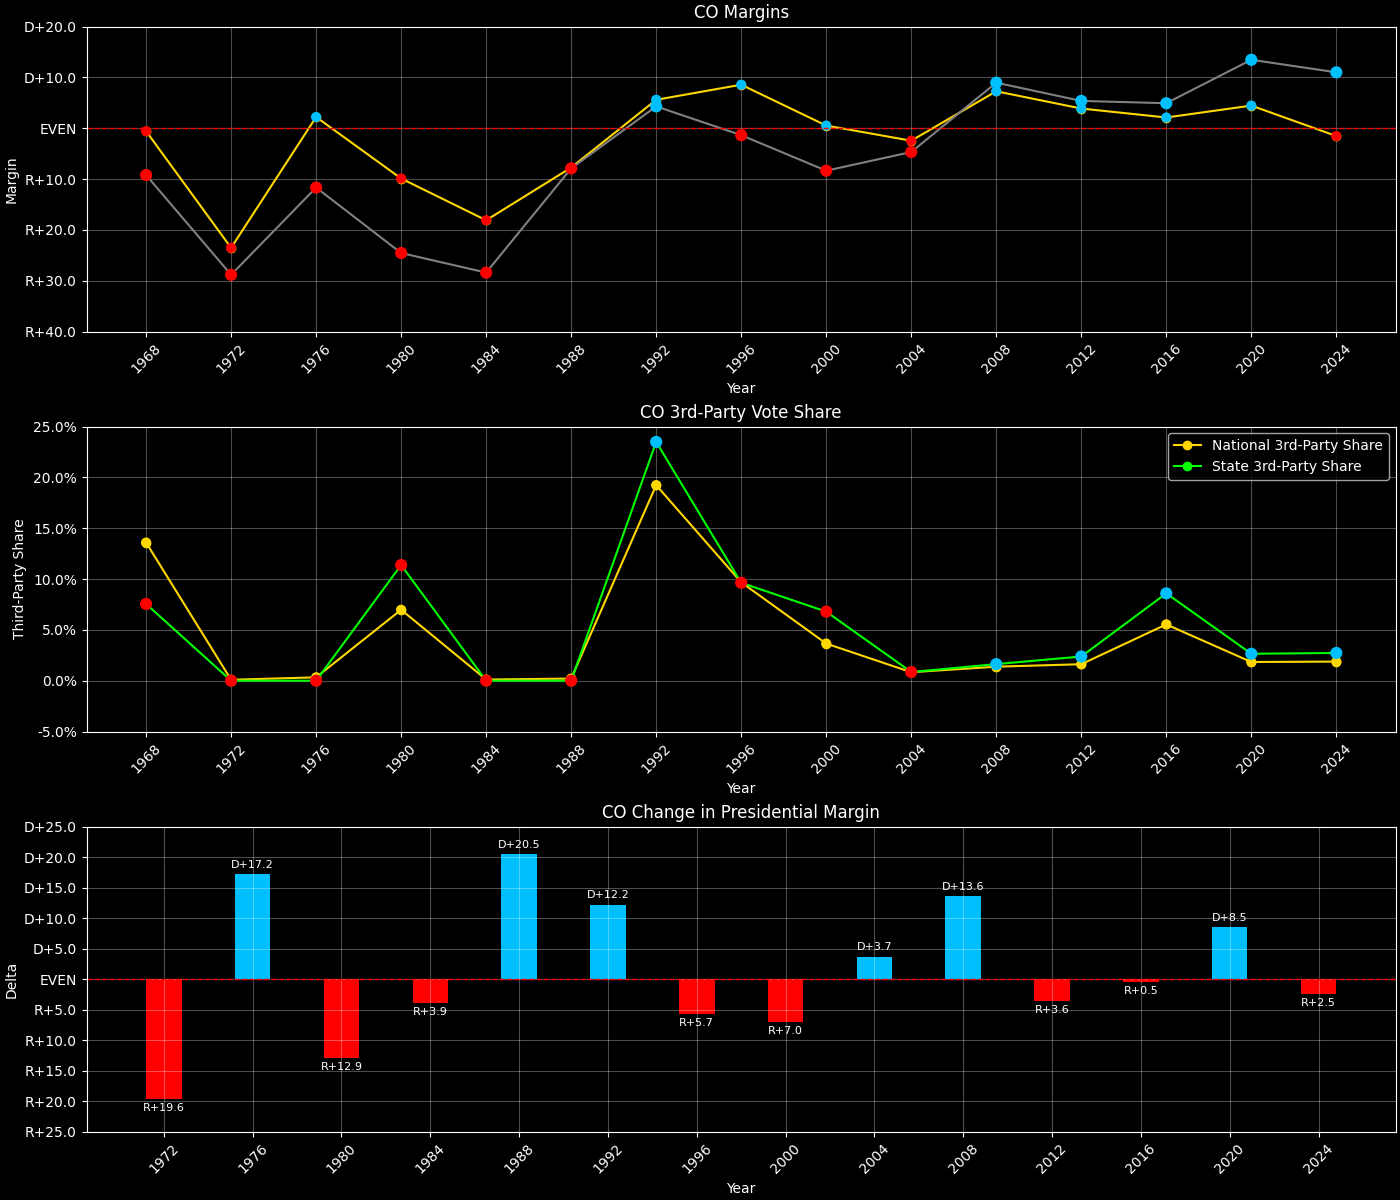 CO Margins
D+20.0
D+10.0
EVEN
R+10.0
R+20.0
R+30.0
R+40.0
Margin
1968 1972 1976 1980 1984 1988 1992 1996 2000 2004 2008 2012 2016 2020 2024
Year
CO 3rd-Party Vote Share
25.0%
20.0%
15.0%
10.0%
5.0%
0.0%
-5.0%
Third-Party Share
National 3rd-Party Share
State 3rd-Party Share
1968 1972 1976 1980 1984 1988 1992 1996 2000 2004 2008 2012 2016 2020 2024
Year
CO Change in Presidential Margin
D+25.0
D+20.0
D+15.0
D+10.0
D+5.0
EVEN
R+5.0
R+10.0
R+15.0
R+20.0
R+25.0
Delta
R+19.6
D+17.2
R+12.9
R+3.9
D+20.5
D+12.2
R+5.7
R+7.0
D+3.7
D+13.6
R+3.6
R+0.5
D+8.5
R+2.5
1972 1976 1980 1984 1988 1992 1996 2000 2004 2008 2012 2016 2020 2024
Year